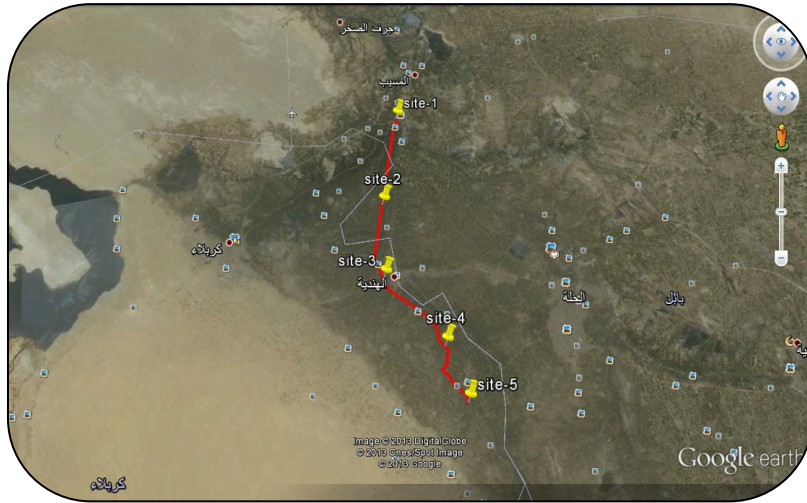 جرف الصخر
المسيب
site-1
site-2
كربلاء
site-3
الهندية
الحلة
بابل
site-4
site-5
Image © 2013 DigitalGlobe
© 2013 Cnes/Spot Image
© 2013 Google
Google earth
كربلاء